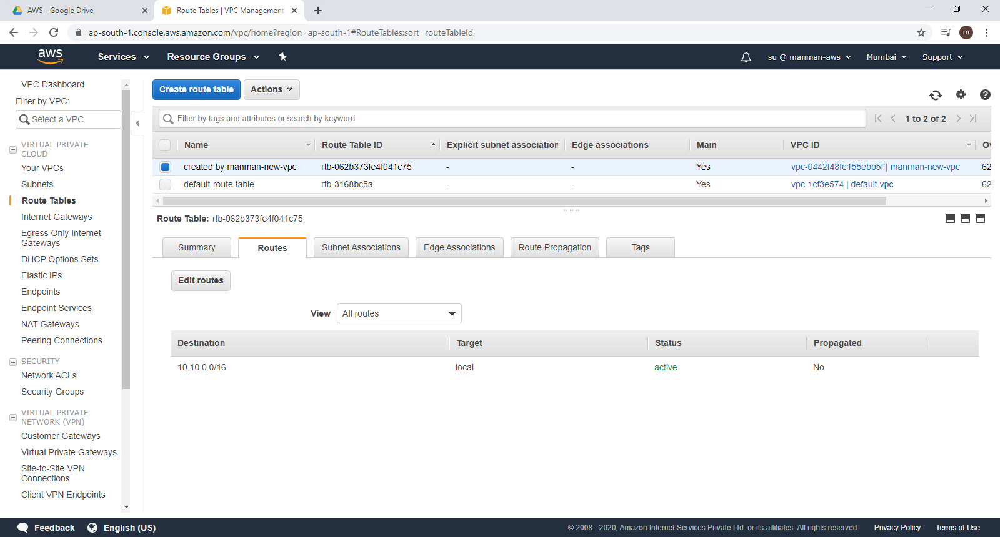 AWS - Google Drive
Route Tables | VPC Management
ap-south-1.console.aws.amazon.com/vpc/home?region=ap-south-1#RouteTables:sort=routeTableId
m
aws
Services
Resource Groups
su @ manman-aws
Mumbai
Support
VPC Dashboard
Filter by VPC:
Select a VPC
VIRTUAL PRIVATE
CLOUD
Your VPCs
Subnets
Route Tables
Internet Gateways
Egress Only Internet
Gateways
DHCP Options Sets
Elastic IPs
Endpoints
Endpoint Services
NAT Gateways
Peering Connections
SECURITY
Network ACLs
Security Groups
VIRTUAL PRIVATE
NETWORK (VPN)
Customer Gateways
Virtual Private Gateways
Site-to-Site VPN
Connections
Client VPN Endpoints
Create route table
Actions
Filter by tags and attributes or search by keyword
1 to 2 of 2
Name Route Table ID Explicit subnet association Edge associations Main VPC ID
created by manman-new-vpc rtb-062b373fe4f041c75 - - Yes vpc-0442f48fe155ebb5f | manman-new-vpc 62
default-route table rtb-3168bc5a - - Yes vpc-1cf3e574 | default vpc 62
Route Table: rtb-062b373fe4f041c75
Summary Routes Subnet Associations Edge Associations Route Propagation Tags
Edit routes
View All routes
Destination Target Status Propagated
10.10.0.0/16 local active No
Feedback
English (US)
© 2008 - 2020, Amazon Internet Services Private Ltd. or its affiliates. All rights reserved.
Privacy Policy
Terms of Use